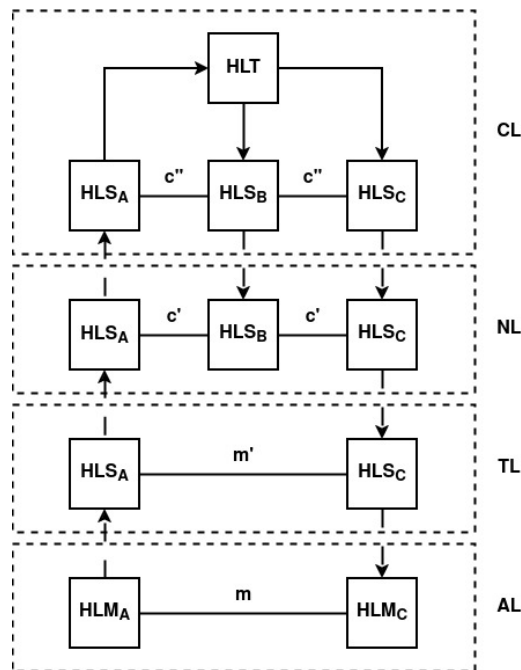 HLT
CL
c" c"
HLSA HLSB HLSC
c' c'
HLSA HLSB HLSC
NL
m'
HLSA HLSC
TL
m
HLMA HLMC
AL